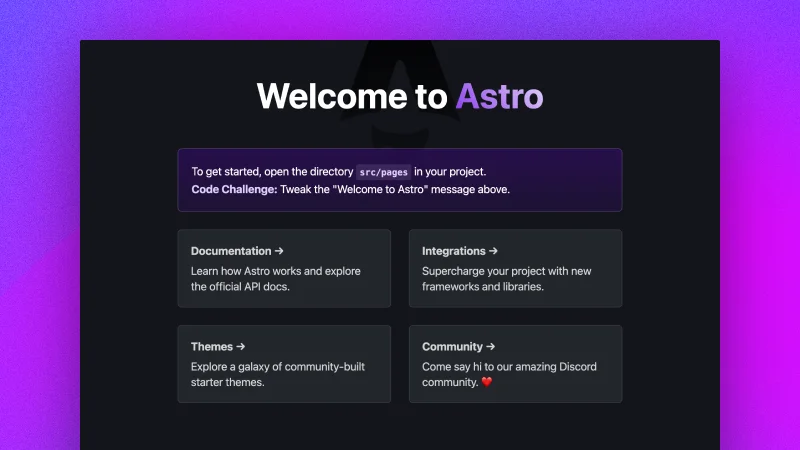 Welcome to Astro
To get started, open the directory src/pages in your project.
Code Challenge: Tweak the "Welcome to Astro" message above.
Documentation →
Learn how Astro works and explore
the official API docs.
Integrations →
Supercharge your project with new
frameworks and libraries.
Themes →
Explore a galaxy of community-built
starter themes.
Community →
Come say hi to our amazing Discord
community. ❤️